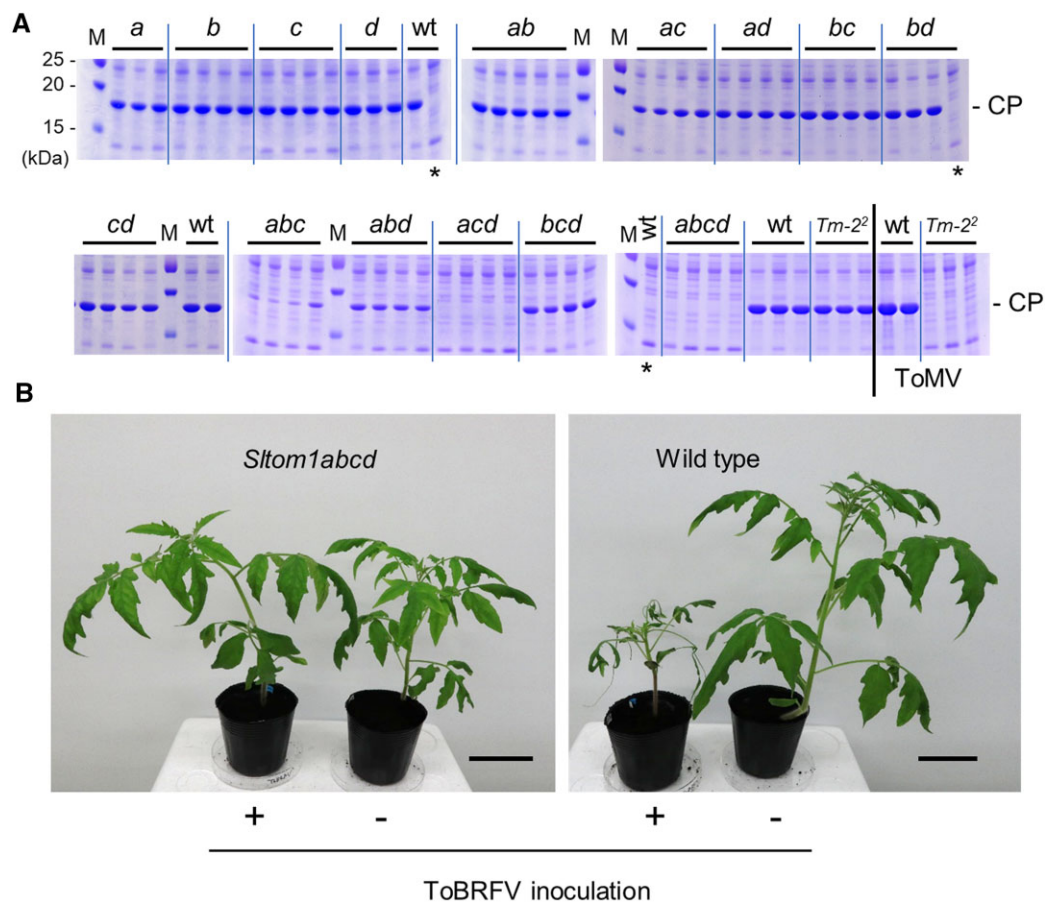 A
M a b c d wt ab M M ac ad bc bd
25 -
20 -
15 -
(kDa)
- CP
* *
cd M wt abc M abd acd bcd M wt abcd wt Tm-2² wt Tm-2²
- CP
*
ToMV
B
Sltom1abcd Wild type
+ - + -
ToBRFV inoculation